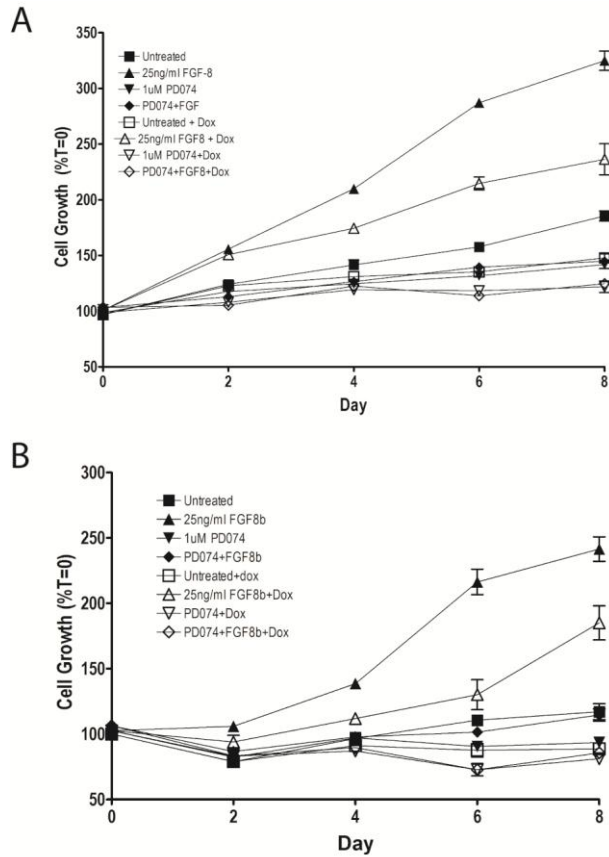 A
Untreated
25ng/ml FGF-8
1uM PD074
PD074+FGF
Untreated + Dox
25ng/ml FGF8 + Dox
1uM PD074+Dox
PD074+FGF8+Dox
Cell Growth (%T=0)
350
300
250
200
150
100
50
0 2 4 6 8
Day
B
Untreated
25ng/ml FGF8b
1uM PD074
PD074+FGF8b
Untreated+dox
25ng/ml FGF8b+Dox
PD074+Dox
PD074+FGF8b+Dox
Cell Growth (%T=0)
300
250
200
150
100
50
0 2 4 6 8
Day